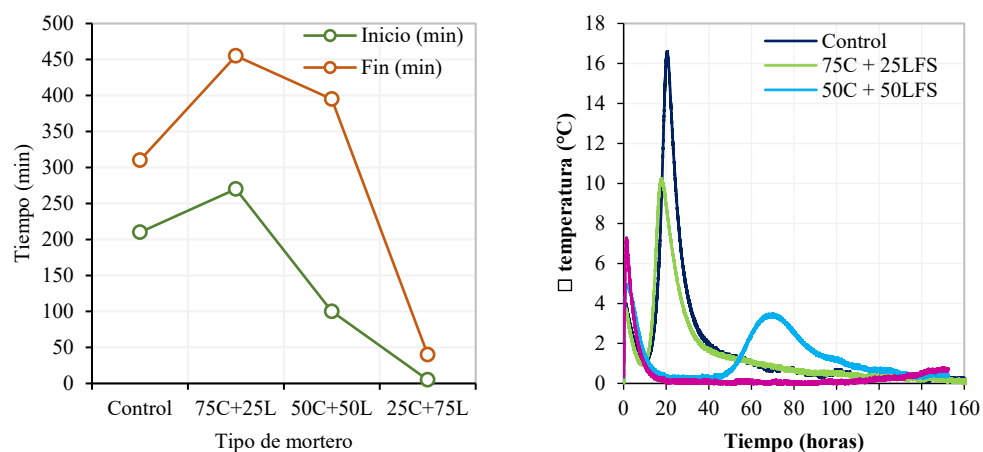 500
450
400
350
300
250
200
150
100
50
0
Tiempo (min)
Inicio (min)
Fin (min)
Control
75C+25L
50C+50L
25C+75L
Tipo de mortero
18
16
14
12
10
8
6
4
2
0
□ temperatura (°C)
Control
75C + 25LFS
50C + 50LFS
0
20
40
60
80
100
120
140
160
Tiempo (horas)